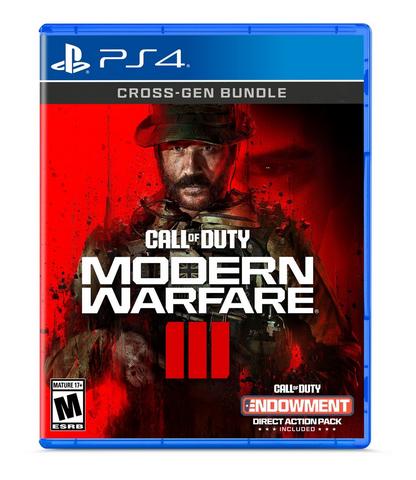 PS4
CROSS-GEN BUNDLE
CALL OF DUTY
MODERN
WARFARE®
III
MATURE 17+
M
ESRB
CALL OF DUTY
ENDOWMENT
DIRECT ACTION PACK
INCLUDED